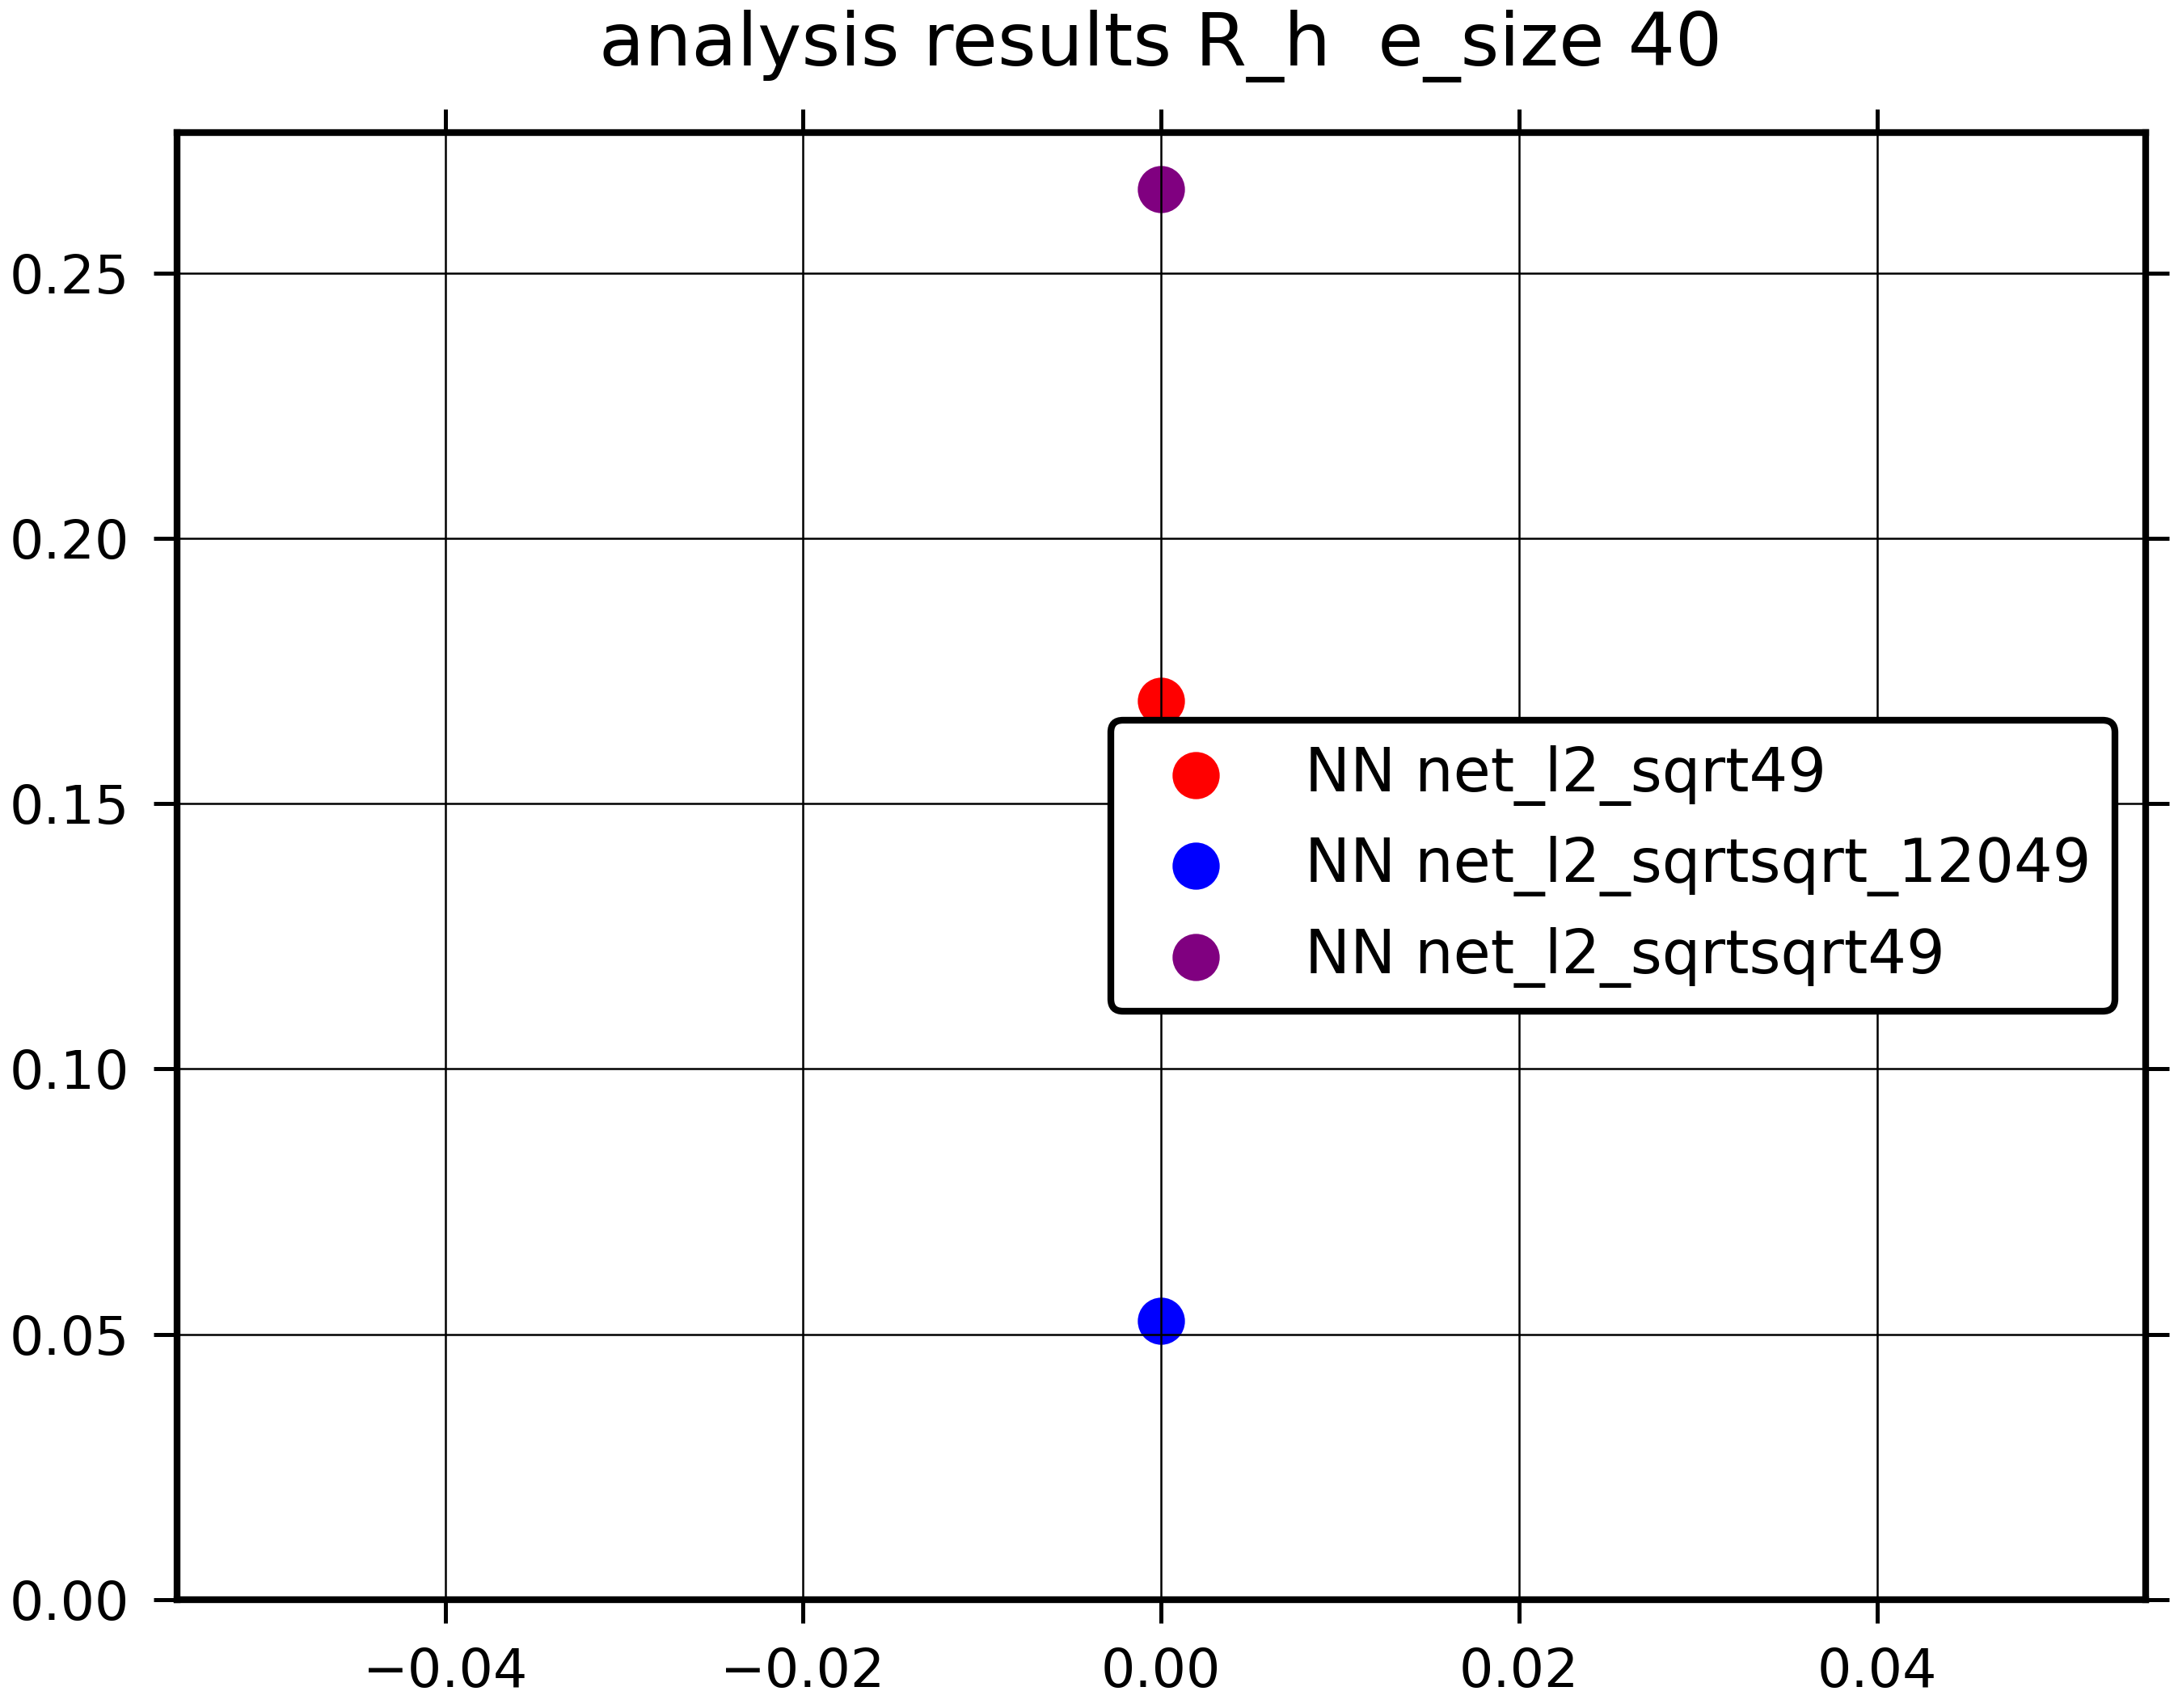 analysis results R_h  e_size 40
0.25
0.20
0.15
0.10
0.05
0.00
NN net_l2_sqrt49
NN net_l2_sqrtsqrt_12049
NN net_l2_sqrtsqrt49
−0.04 −0.02 0.00 0.02 0.04